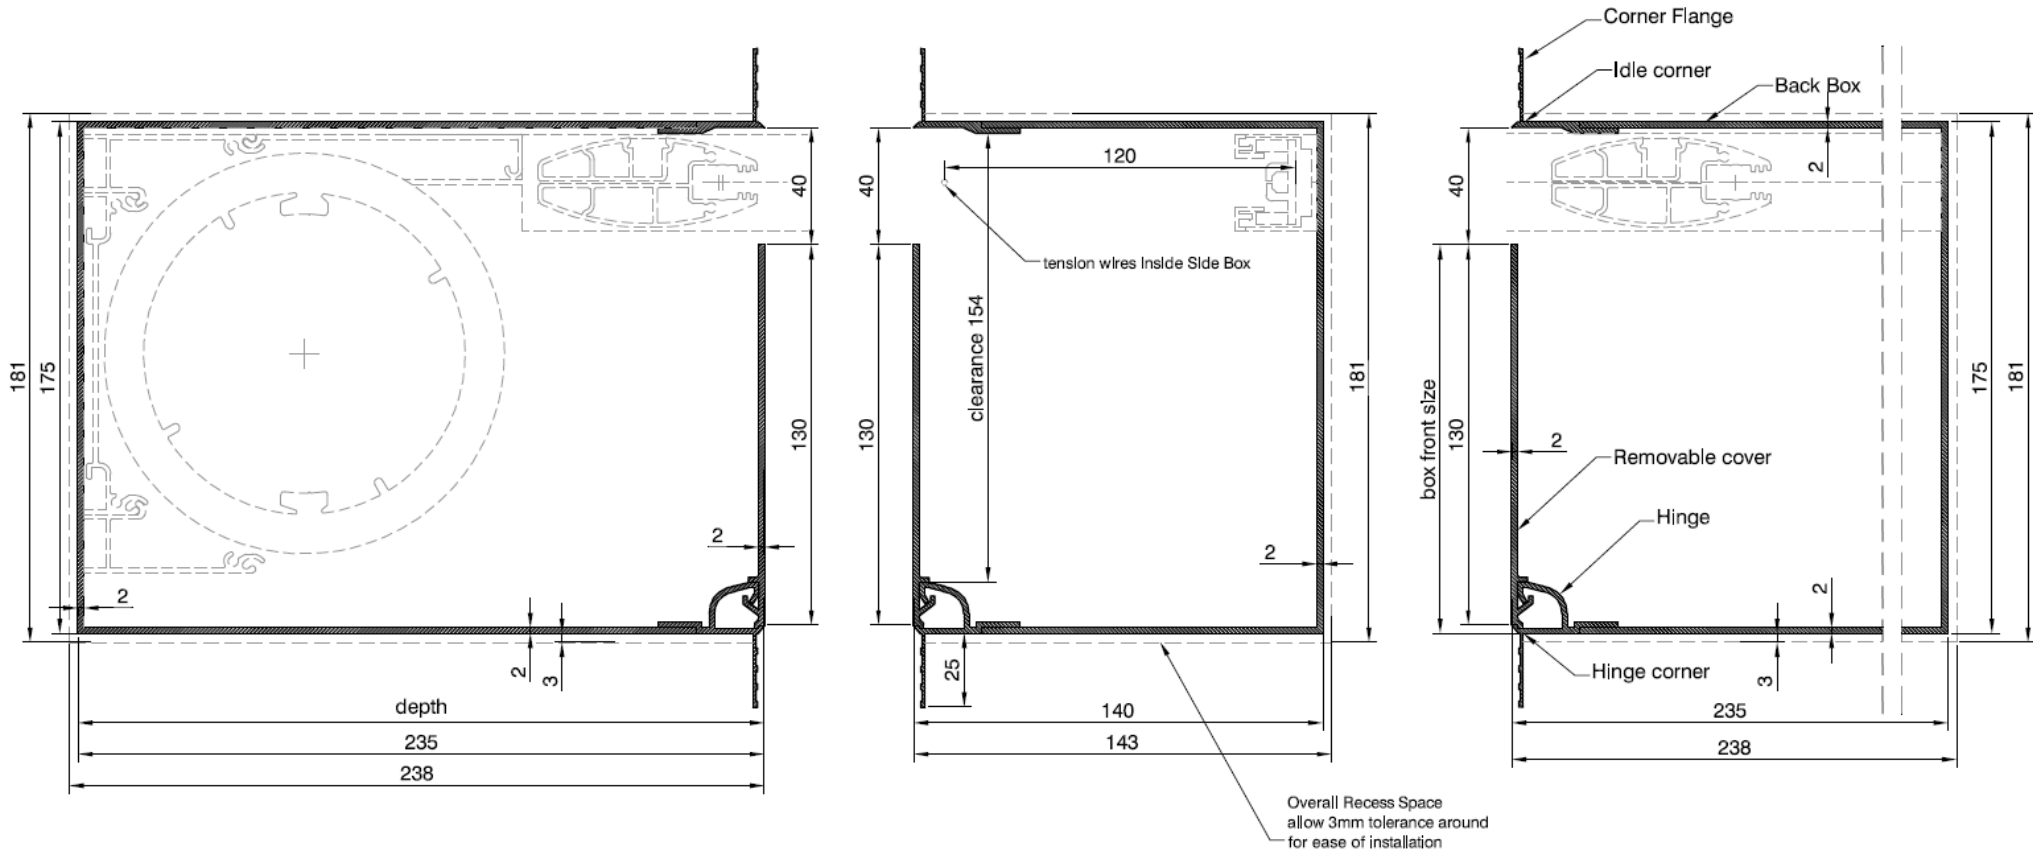 Corner Flange
Idle corner
Back Box
2
120
40
40
40
tension wires Inside Side Box
clearance 154
181
175
130
130
181
box front size
130
2
175
181
Removable cover
Hinge
2
2
2
2
2
3
25
2
3
Hinge corner
depth
235
238
140
143
235
238
Overall Recess Space
allow 3mm tolerance around
for ease of installation